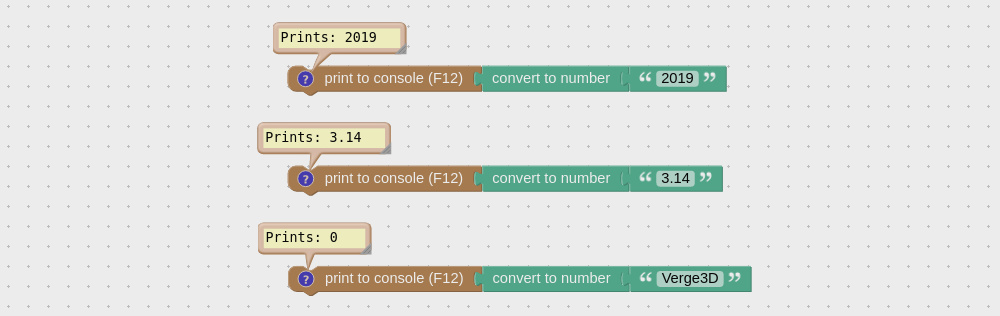 Prints: 2019
? print to console (F12) convert to number “ 2019 ”
Prints: 3.14
? print to console (F12) convert to number “ 3.14 ”
Prints: 0
? print to console (F12) convert to number “ Verge3D ”